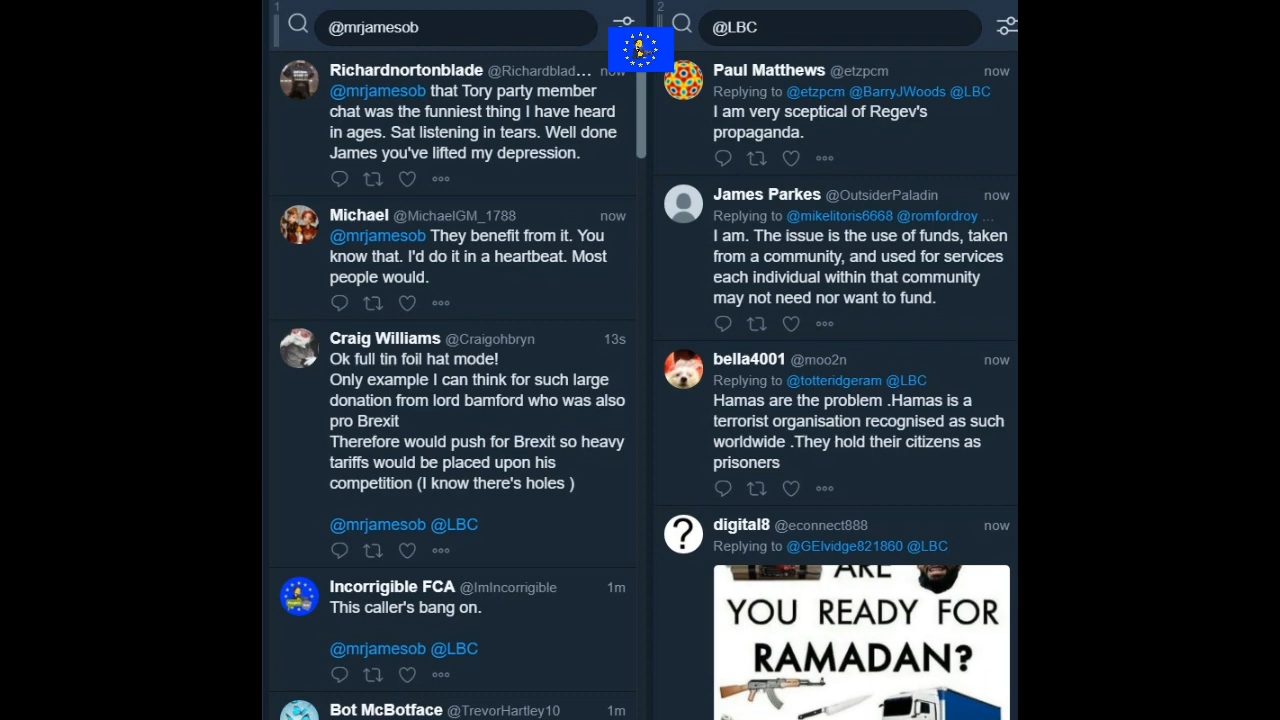 1
@mrjamesob
Richardnortonblade @Richardblad... now
@mrjamesob that Tory party member
chat was the funniest thing I have heard
in ages. Sat listening in tears. Well done
James you've lifted my depression.
Michael @MichaelGM_1788 now
@mrjamesob They benefit from it. You
know that. I'd do it in a heartbeat. Most
people would.
Craig Williams @Craigohbryn 13s
Ok full tin foil hat mode!
Only example I can think for such large
donation from lord bamford who was also
pro Brexit
Therefore would push for Brexit so heavy
tariffs would be placed upon his
competition (I know there's holes )
@mrjamesob @LBC
Incorrigible FCA @ImIncorrigible 1m
This caller's bang on.
@mrjamesob @LBC
Bot McBotface @TrevorHartley10 1m
2
@LBC
Paul Matthews @etzpcm now
Replying to @etzpcm @BarryJWoods @LBC
I am very sceptical of Regev's
propaganda.
James Parkes @OutsiderPaladin now
Replying to @mikelitoris6668 @romfordroy ...
I am. The issue is the use of funds, taken
from a community, and used for services
each individual within that community
may not need nor want to fund.
bella4001 @moo2n now
Replying to @totteridgeram @LBC
Hamas are the problem .Hamas is a
terrorist organisation recognised as such
worldwide .They hold their citizens as
prisoners
digital8 @econnect888 now
Replying to @GElvidge821860 @LBC
ARE
YOU READY FOR
RAMADAN?